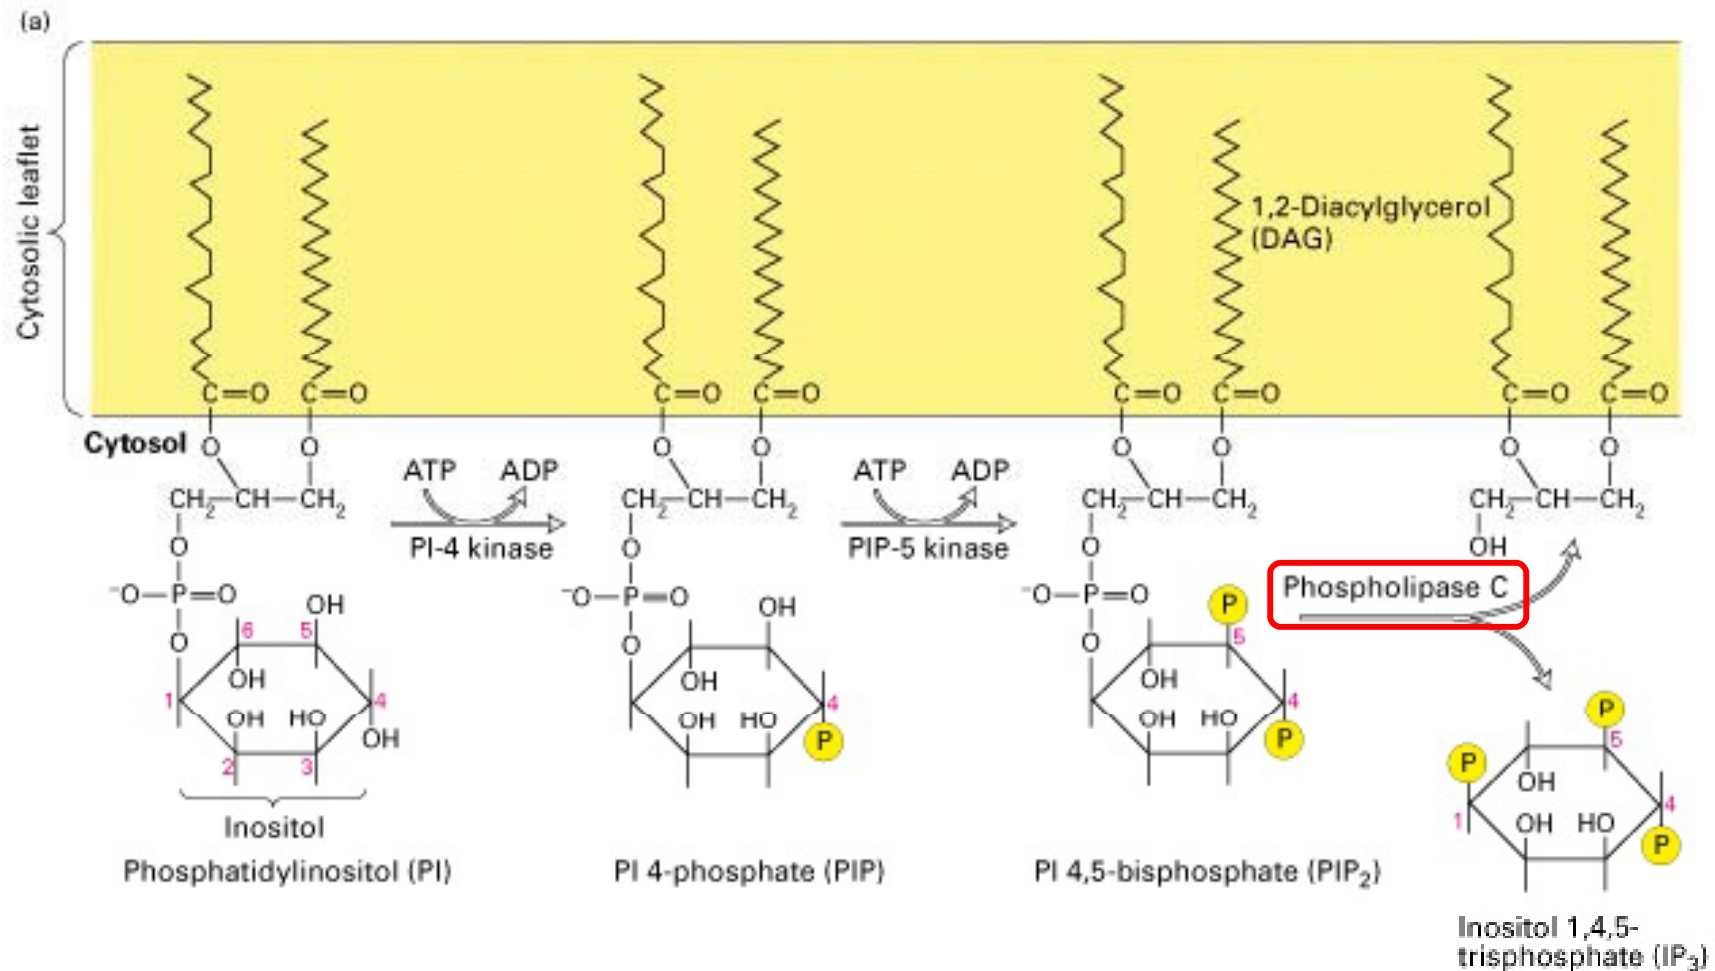 (a)
Cytosolic leaflet
1,2-Diacylglycerol
(DAG)
C=O C=O C=O C=O C=O C=O C=O C=O
Cytosol
O O O O O O O O
ATP ADP ATP ADP
CH₂—CH—CH₂ CH₂—CH—CH₂ CH₂—CH—CH₂ CH₂—CH—CH₂
PI-4 kinase PIP-5 kinase
O O O OH
Phospholipase C
⁻O—P=O ⁻O—P=O ⁻O—P=O
OH OH P
6 5 5
O O O
OH OH OH
1 4 4 4
OH HO OH HO OH HO
OH P P
2 3
P
P 5
OH
1 4
OH HO
P
Inositol
Phosphatidylinositol (PI) PI 4-phosphate (PIP) PI 4,5-bisphosphate (PIP₂)
Inositol 1,4,5-
trisphosphate (IP₃)